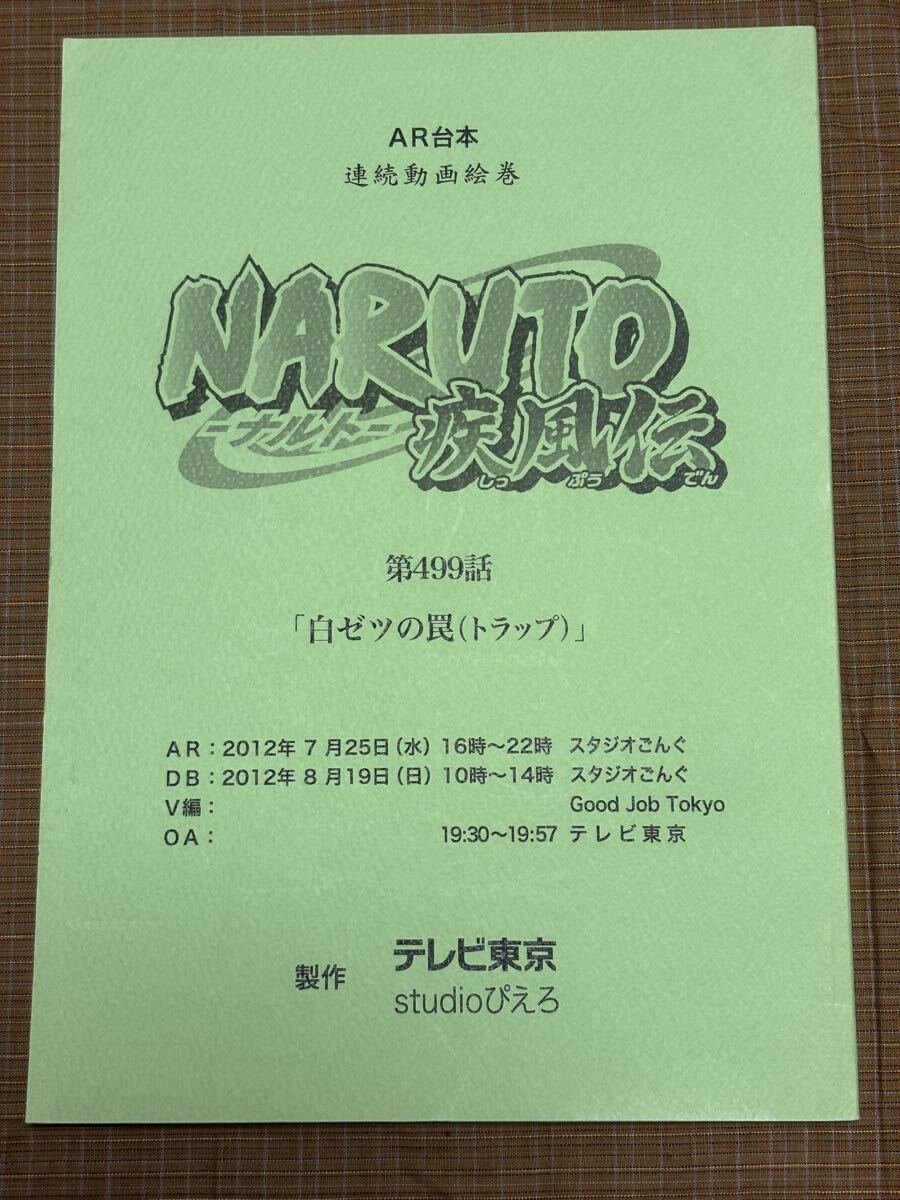 AR台本
連続動画絵巻
NARUTO
-ナルト-
疾風伝
しっ ぷう でん
第499話
「白ゼツの罠(トラップ)」
AR：2012年 7月25日(水) 16時〜22時 スタジオごんぐ
DB：2012年 8月19日(日) 10時〜14時 スタジオごんぐ
V編： Good Job Tokyo
OA： 19:30〜19:57 テレビ東京
製作 テレビ東京
studioぴえろ